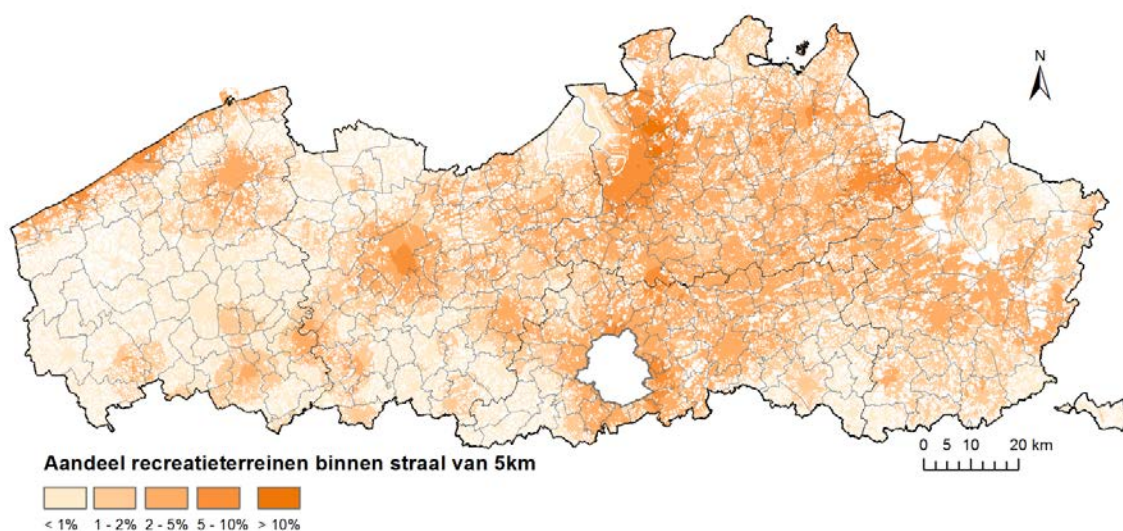 N
0 5 10 20 km
Aandeel recreatieterreinen binnen straal van 5km
< 1% 1 - 2% 2 - 5% 5 - 10% > 10%